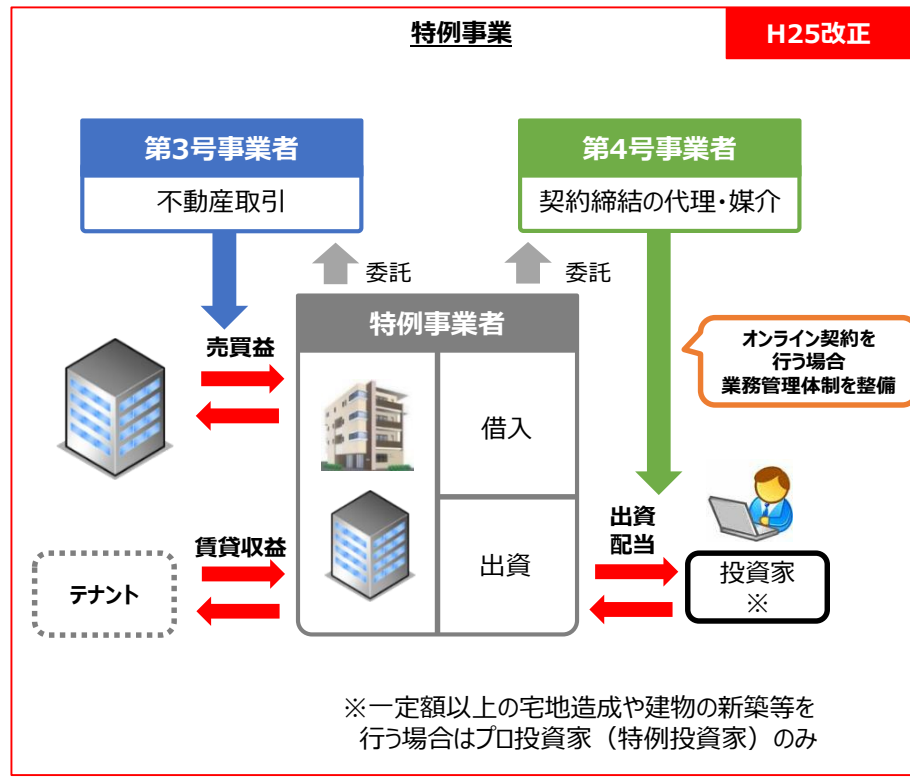 特例事業
H25改正
第3号事業者
不動産取引
第4号事業者
契約締結の代理・媒介
委託
委託
特例事業者
売買益
オンライン契約を
行う場合
業務管理体制を整備
借入
賃貸収益
テナント
出資
出資
配当
投資家
※
※一定額以上の宅地造成や建物の新築等を
行う場合はプロ投資家（特例投資家）のみ